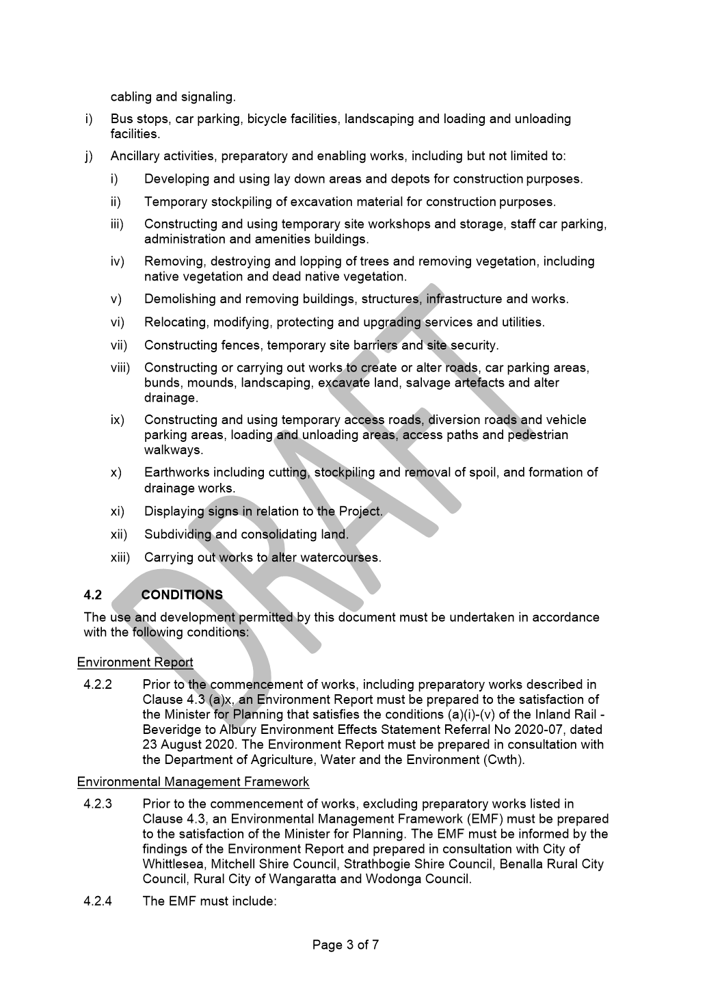 cabling and signaling.
i) Bus stops, car parking, bicycle facilities, landscaping and loading and unloading
facilities.
j) Ancillary activities, preparatory and enabling works, including but not limited to:
i) Developing and using lay down areas and depots for construction purposes.
ii) Temporary stockpiling of excavation material for construction purposes.
iii) Constructing and using temporary site workshops and storage, staff car parking,
administration and amenities buildings.
iv) Removing, destroying and lopping of trees and removing vegetation, including
native vegetation and dead native vegetation.
v) Demolishing and removing buildings, structures, infrastructure and works.
vi) Relocating, modifying, protecting and upgrading services and utilities.
vii) Constructing fences, temporary site barriers and site security.
viii) Constructing or carrying out works to create or alter roads, car parking areas,
bunds, mounds, landscaping, excavate land, salvage artefacts and alter
drainage.
ix) Constructing and using temporary access roads, diversion roads and vehicle
parking areas, loading and unloading areas, access paths and pedestrian
walkways.
x) Earthworks including cutting, stockpiling and removal of spoil, and formation of
drainage works.
xi) Displaying signs in relation to the Project.
xii) Subdividing and consolidating land.
xiii) Carrying out works to alter watercourses.
DRAFT
4.2 CONDITIONS
The use and development permitted by this document must be undertaken in accordance
with the following conditions:
Environment Report
4.2.2 Prior to the commencement of works, including preparatory works described in
Clause 4.3 (a)x, an Environment Report must be prepared to the satisfaction of
the Minister for Planning that satisfies the conditions (a)(i)-(v) of the Inland Rail -
Beveridge to Albury Environment Effects Statement Referral No 2020-07, dated
23 August 2020. The Environment Report must be prepared in consultation with
the Department of Agriculture, Water and the Environment (Cwth).
Environmental Management Framework
4.2.3 Prior to the commencement of works, excluding preparatory works listed in
Clause 4.3, an Environmental Management Framework (EMF) must be prepared
to the satisfaction of the Minister for Planning. The EMF must be informed by the
findings of the Environment Report and prepared in consultation with City of
Whittlesea, Mitchell Shire Council, Strathbogie Shire Council, Benalla Rural City
Council, Rural City of Wangaratta and Wodonga Council.
4.2.4 The EMF must include:
Page 3 of 7